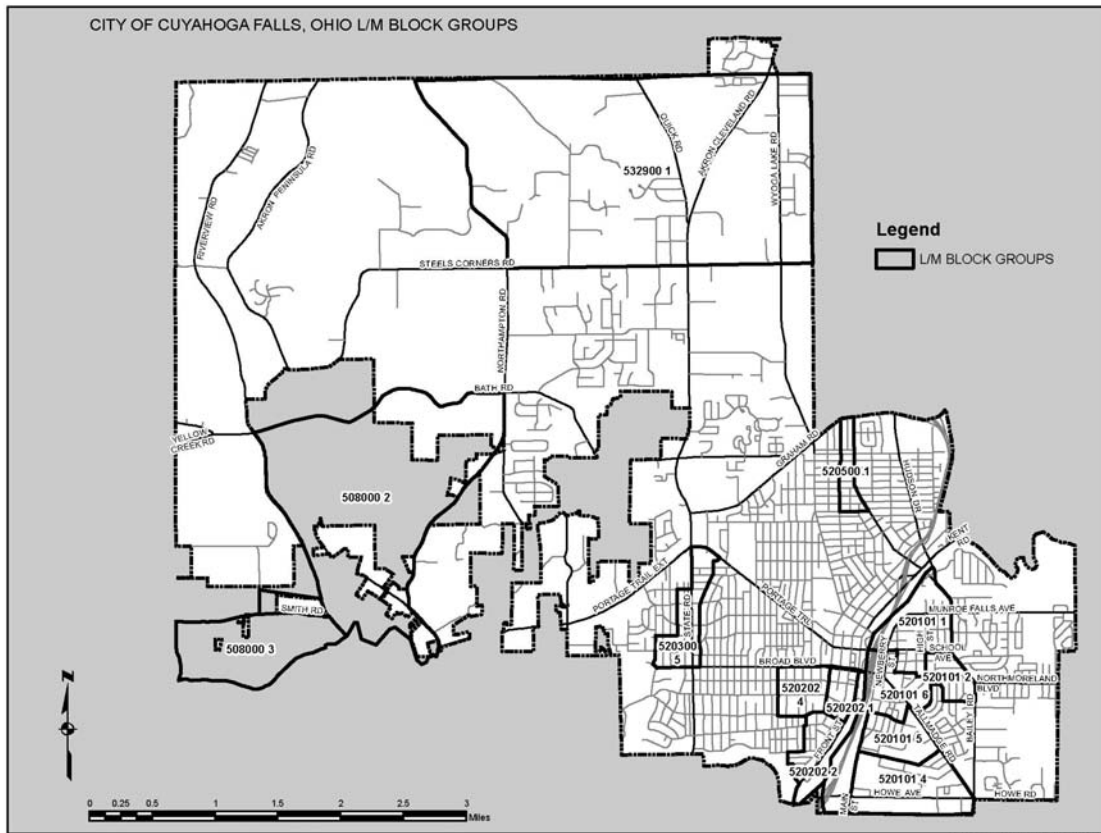 CITY OF CUYAHOGA FALLS, OHIO L/M BLOCK GROUPS
QUICK RD
AKRON CLEVELAND RD
WYOGA LAKE RD
532900 1
AKRON PENINSULA RD
RIVERVIEW RD
Legend
L/M BLOCK GROUPS
STEELS CORNERS RD
NORTHAMPTON RD
BATH RD
YELLOW
CREEK RD
GRAHAM RD
520500 1
HUDSON DR
508000 2
KENT
RD
PORTAGE TRAIL EXT
PORTAGE TRL
SMITH RD
MUNROE FALLS AVE
520101 1
STATE RD
NEWBERRY
ST
HIGH
ST
SCHOOL
AVE
508000 3
520300
5
BROAD BLVD
520101 2
NORTHMORELAND
BLVD
520202
4
520101 6
520202 1
TALLMADGE RD
BAILEY RD
FRONT ST
520101 5
520202 2
520101 4
HOWE AVE
HOWE RD
MAIN
ST
Z
0 0.25 0.5 1 1.5 2 2.5 3
Miles